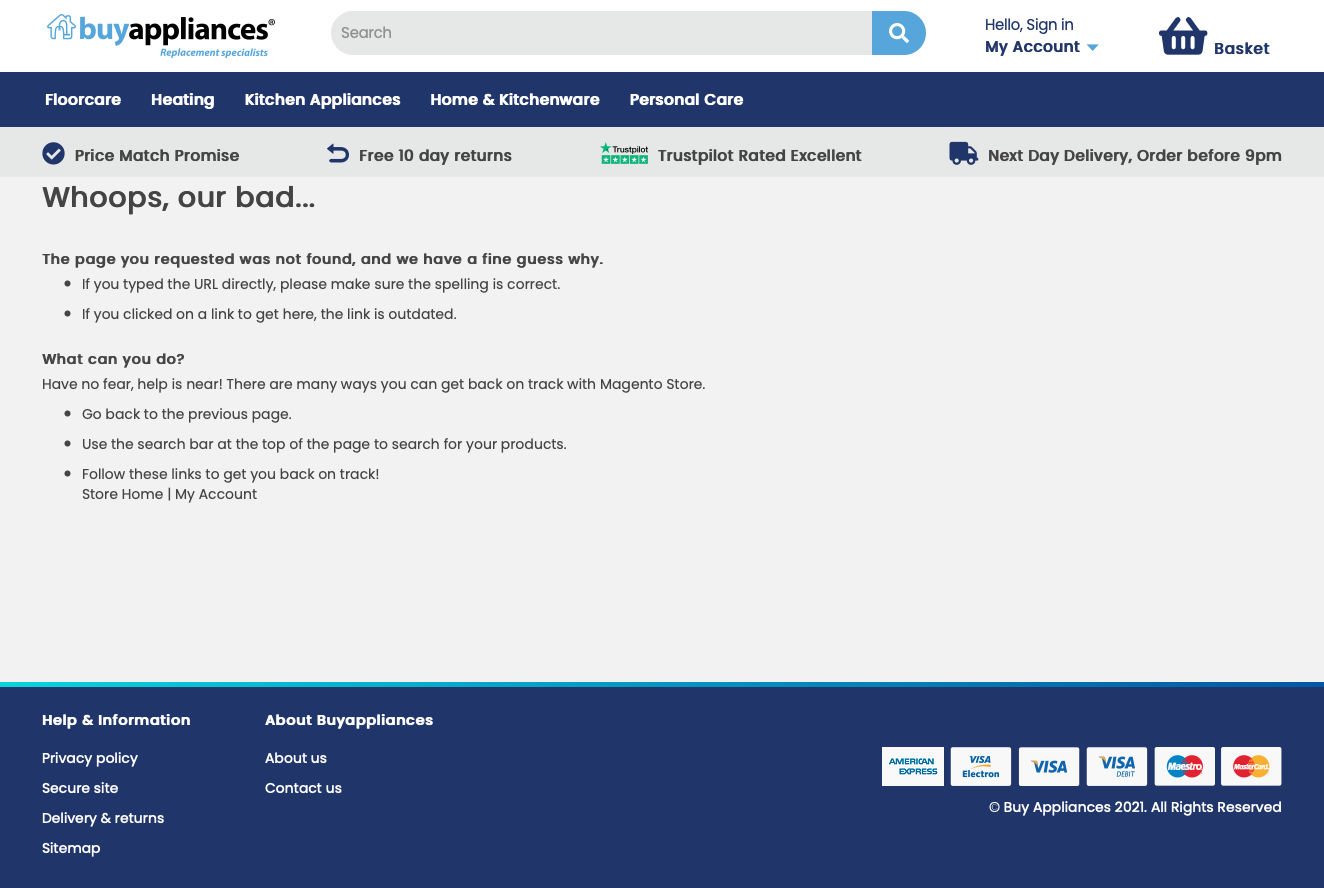 buyappliances®
Replacement specialists
Search
Hello, Sign in
My Account
Basket
Floorcare Heating Kitchen Appliances Home & Kitchenware Personal Care
Price Match Promise Free 10 day returns Trustpilot Trustpilot Rated Excellent Next Day Delivery, Order before 9pm
Whoops, our bad...
The page you requested was not found, and we have a fine guess why.
If you typed the URL directly, please make sure the spelling is correct.
If you clicked on a link to get here, the link is outdated.
What can you do?
Have no fear, help is near! There are many ways you can get back on track with Magento Store.
Go back to the previous page.
Use the search bar at the top of the page to search for your products.
Follow these links to get you back on track!
Store Home | My Account
Help & Information
Privacy policy
Secure site
Delivery & returns
Sitemap
About Buyappliances
About us
Contact us
AMERICAN EXPRESS
VISA Electron
VISA
VISA DEBIT
Maestro
MasterCard
© Buy Appliances 2021. All Rights Reserved